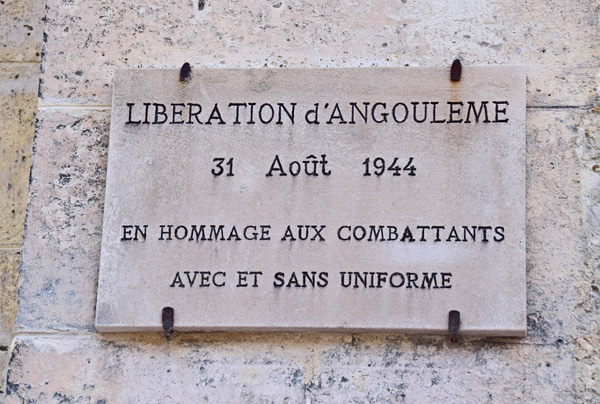 LIBERATION d'ANGOULEME
31 Août 1944
EN HOMMAGE AUX COMBATTANTS
AVEC ET SANS UNIFORME